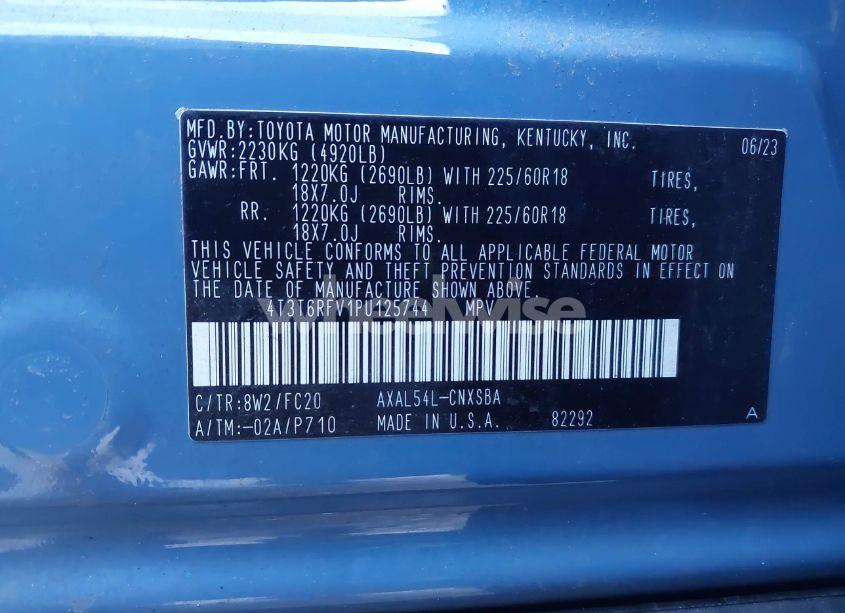 MFD.BY:TOYOTA MOTOR MANUFACTURING, KENTUCKY, INC. 06/23
GVWR:2230KG (4920LB)
GAWR:FRT. 1220KG (2690LB) WITH 225/60R18 TIRES,
18X7.0J RIMS.
RR. 1220KG (2690LB) WITH 225/60R18 TIRES,
18X7.0J RIMS.
THIS VEHICLE CONFORMS TO ALL APPLICABLE FEDERAL MOTOR
VEHICLE SAFETY AND THEFT PREVENTION STANDARDS IN EFFECT ON
THE DATE OF MANUFACTURE SHOWN ABOVE.
4T3T6RFV1PU125744 MPV
wheelwise
C/TR:8W2/FC20 AXAL54L-CNXSBA
A/TM:-02A/P710 MADE IN U.S.A. 82292 A